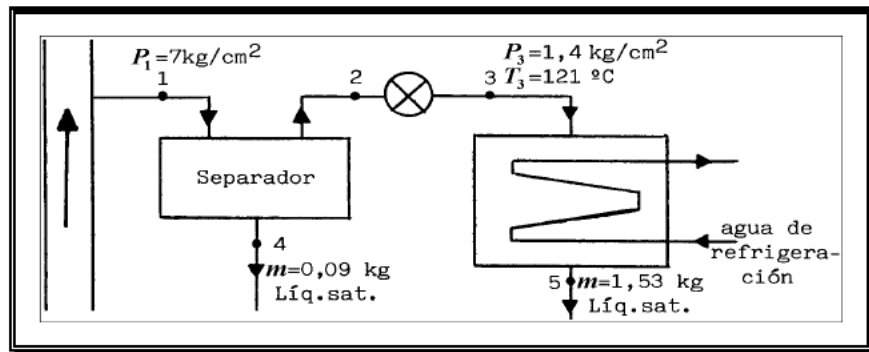 P₁=7kg/cm²
1
2
3
P₃=1,4 kg/cm²
T₃=121 ºC
Separador
4
m=0,09 kg
Líq.sat.
agua de
refrigera-
ción
5 m=1,53 kg
Líq.sat.